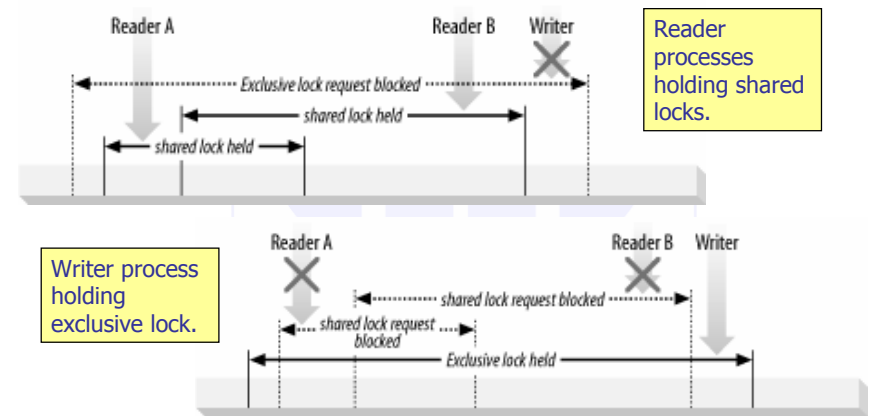 Reader A
Reader B
Writer
Reader
processes
holding shared
locks.
Exclusive lock request blocked
shared lock held
shared lock held
Writer process
holding
exclusive lock.
Reader A
Reader B
Writer
shared lock request blocked
shared lock request
blocked
Exclusive lock held